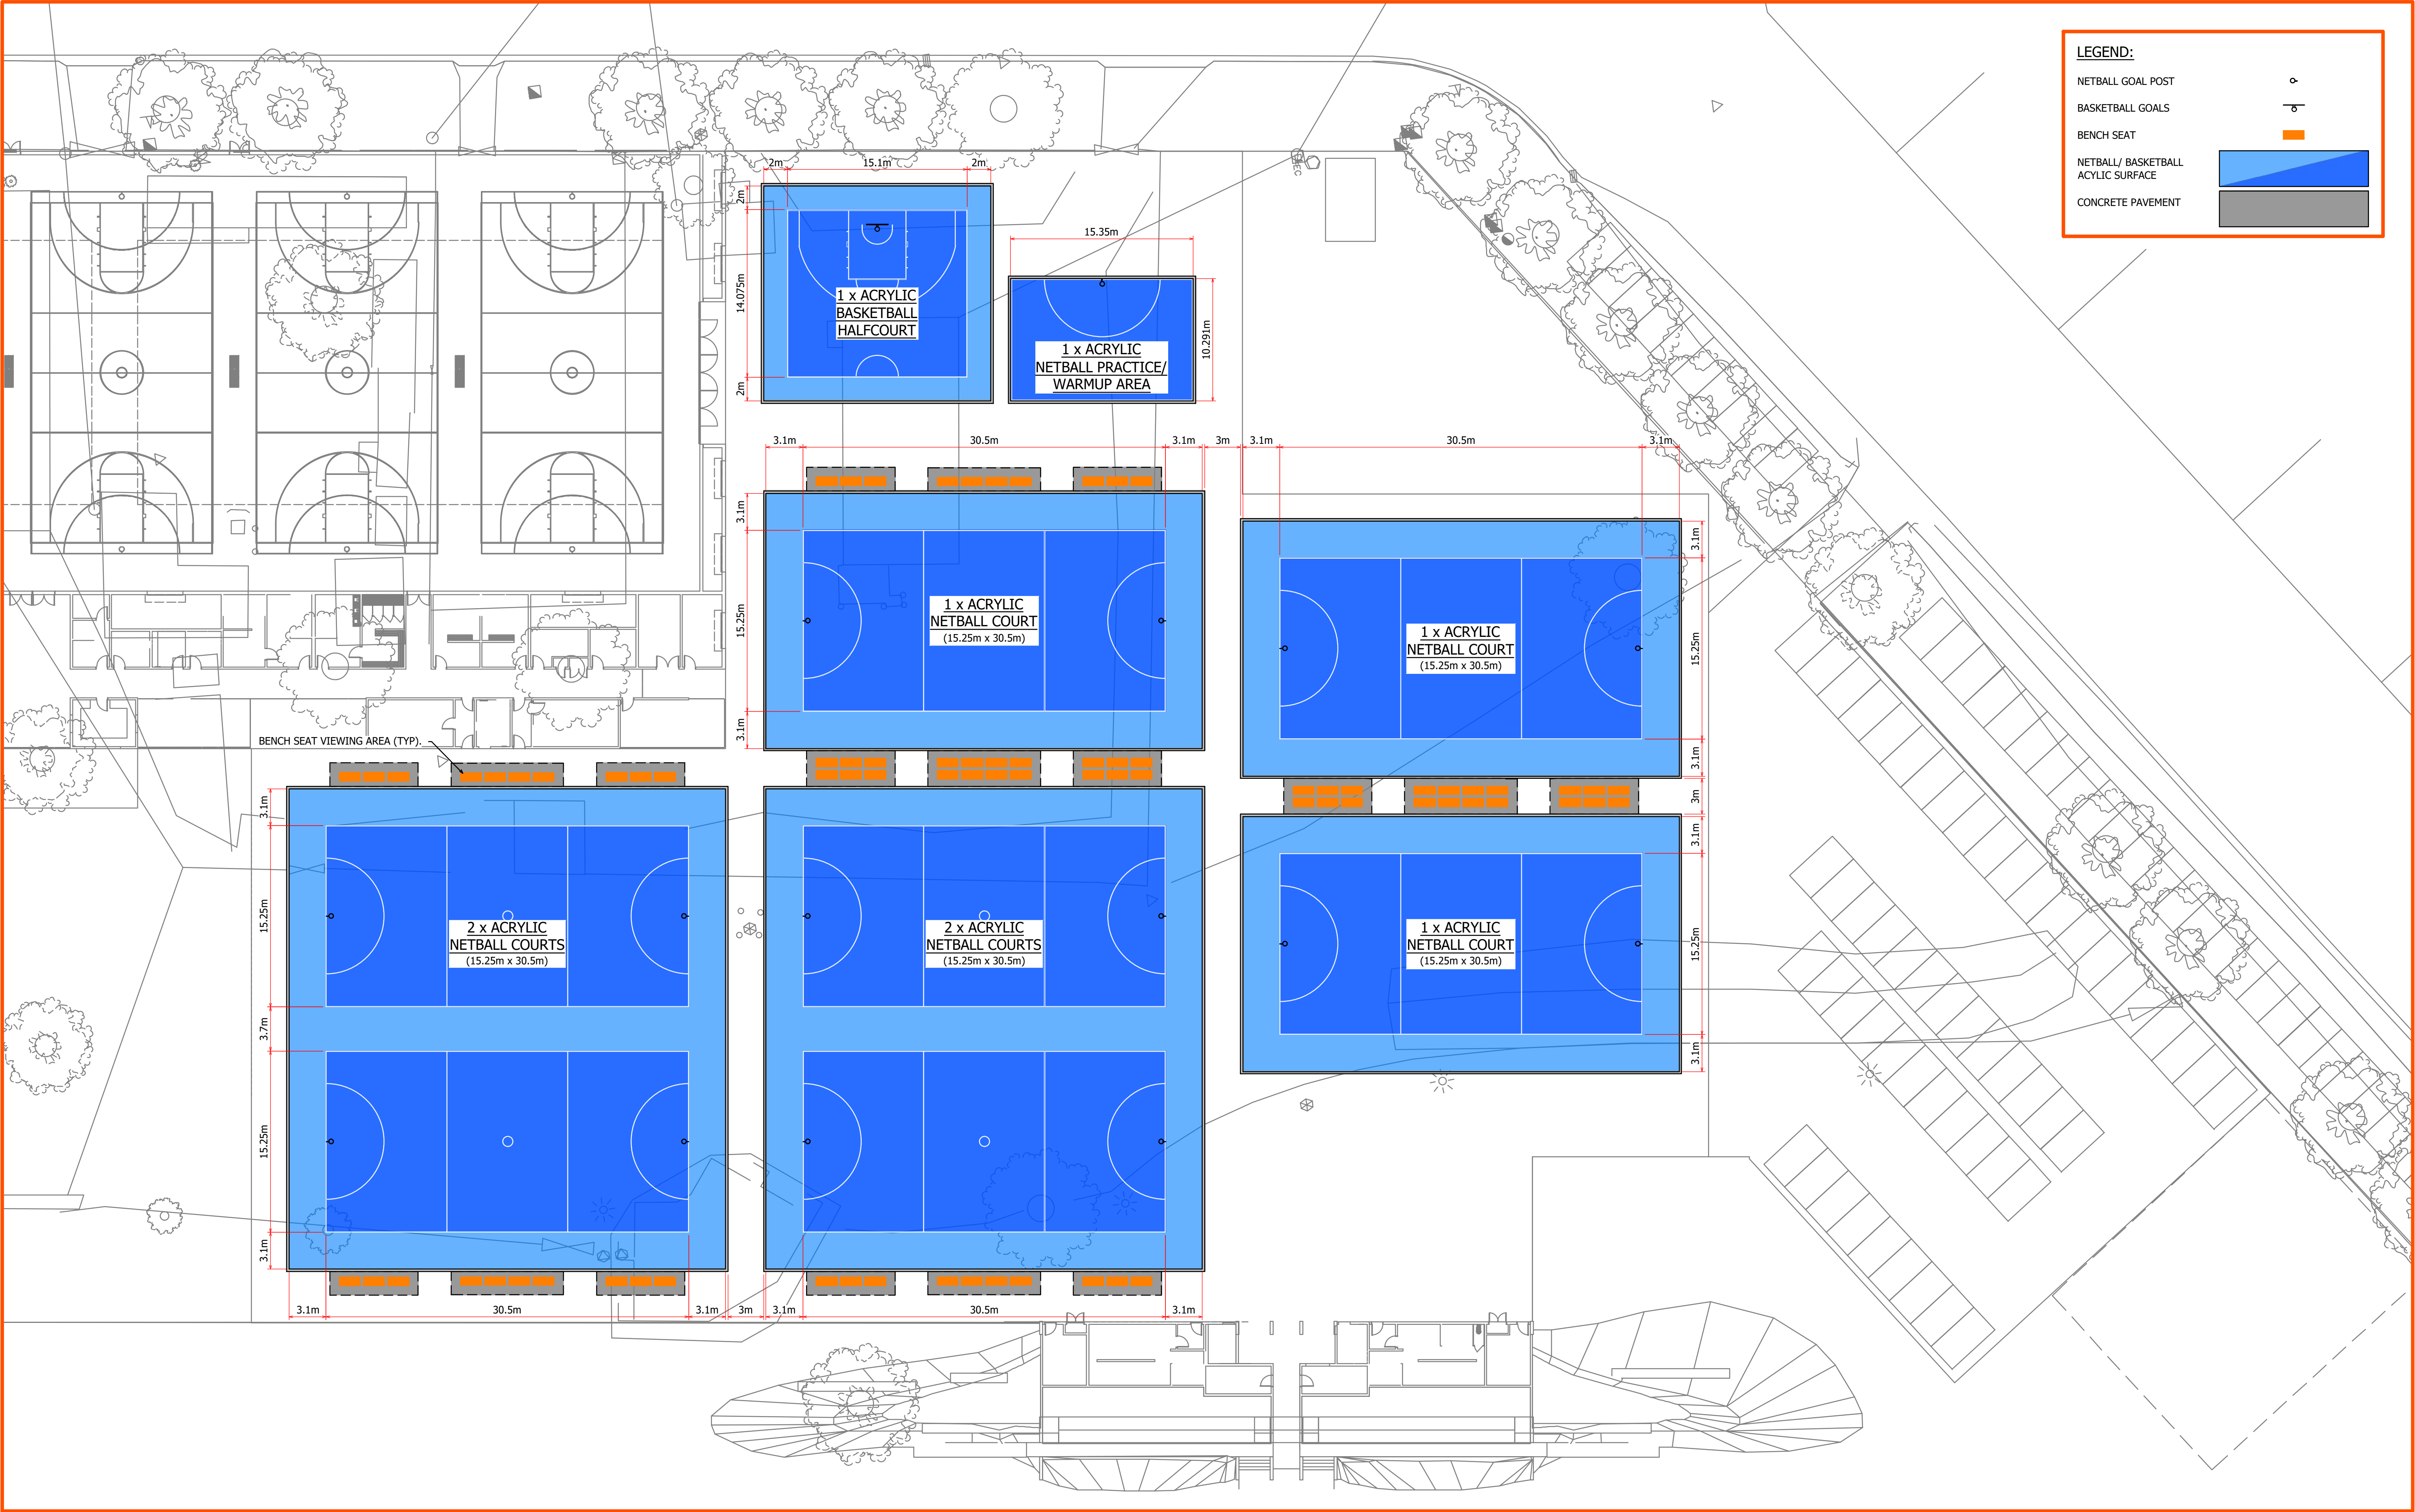 LEGEND:
NETBALL GOAL POST
BASKETBALL GOALS
BENCH SEAT
NETBALL/ BASKETBALL
ACYLIC SURFACE
CONCRETE PAVEMENT
ELEC
2m
15.1m
2m
2m
14.075m
2m
1 x ACRYLIC
BASKETBALL
HALFCOURT
15.35m
10.291m
1 x ACRYLIC
NETBALL PRACTICE/
WARMUP AREA
3.1m
30.5m
3.1m
3m
3.1m
30.5m
3.1m
3.1m
15.25m
3.1m
1 x ACRYLIC
NETBALL COURT
(15.25m x 30.5m)
1 x ACRYLIC
NETBALL COURT
(15.25m x 30.5m)
3.1m
15.25m
3.1m
3m
3.1m
15.25m
3.1m
BENCH SEAT VIEWING AREA (TYP).
3.1m
15.25m
3.7m
15.25m
3.1m
2 x ACRYLIC
NETBALL COURTS
(15.25m x 30.5m)
2 x ACRYLIC
NETBALL COURTS
(15.25m x 30.5m)
1 x ACRYLIC
NETBALL COURT
(15.25m x 30.5m)
3.1m
30.5m
3.1m
3m
3.1m
30.5m
3.1m